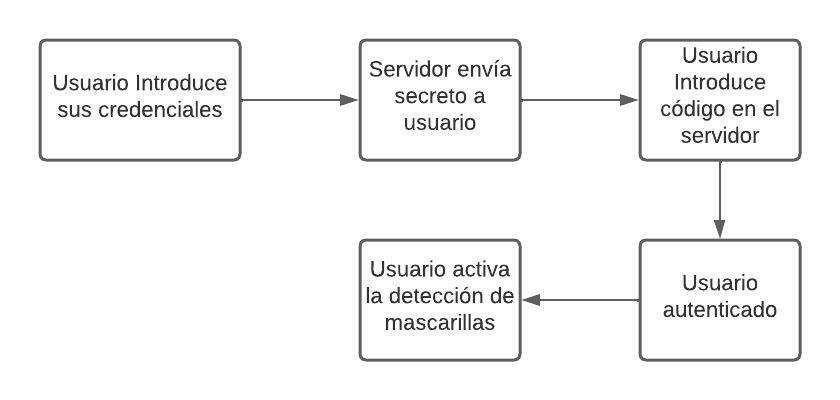 Usuario Introduce
sus credenciales
Servidor envía
secreto a
usuario
Usuario
Introduce
código en el
servidor
Usuario
autenticado
Usuario activa
la detección de
mascarillas